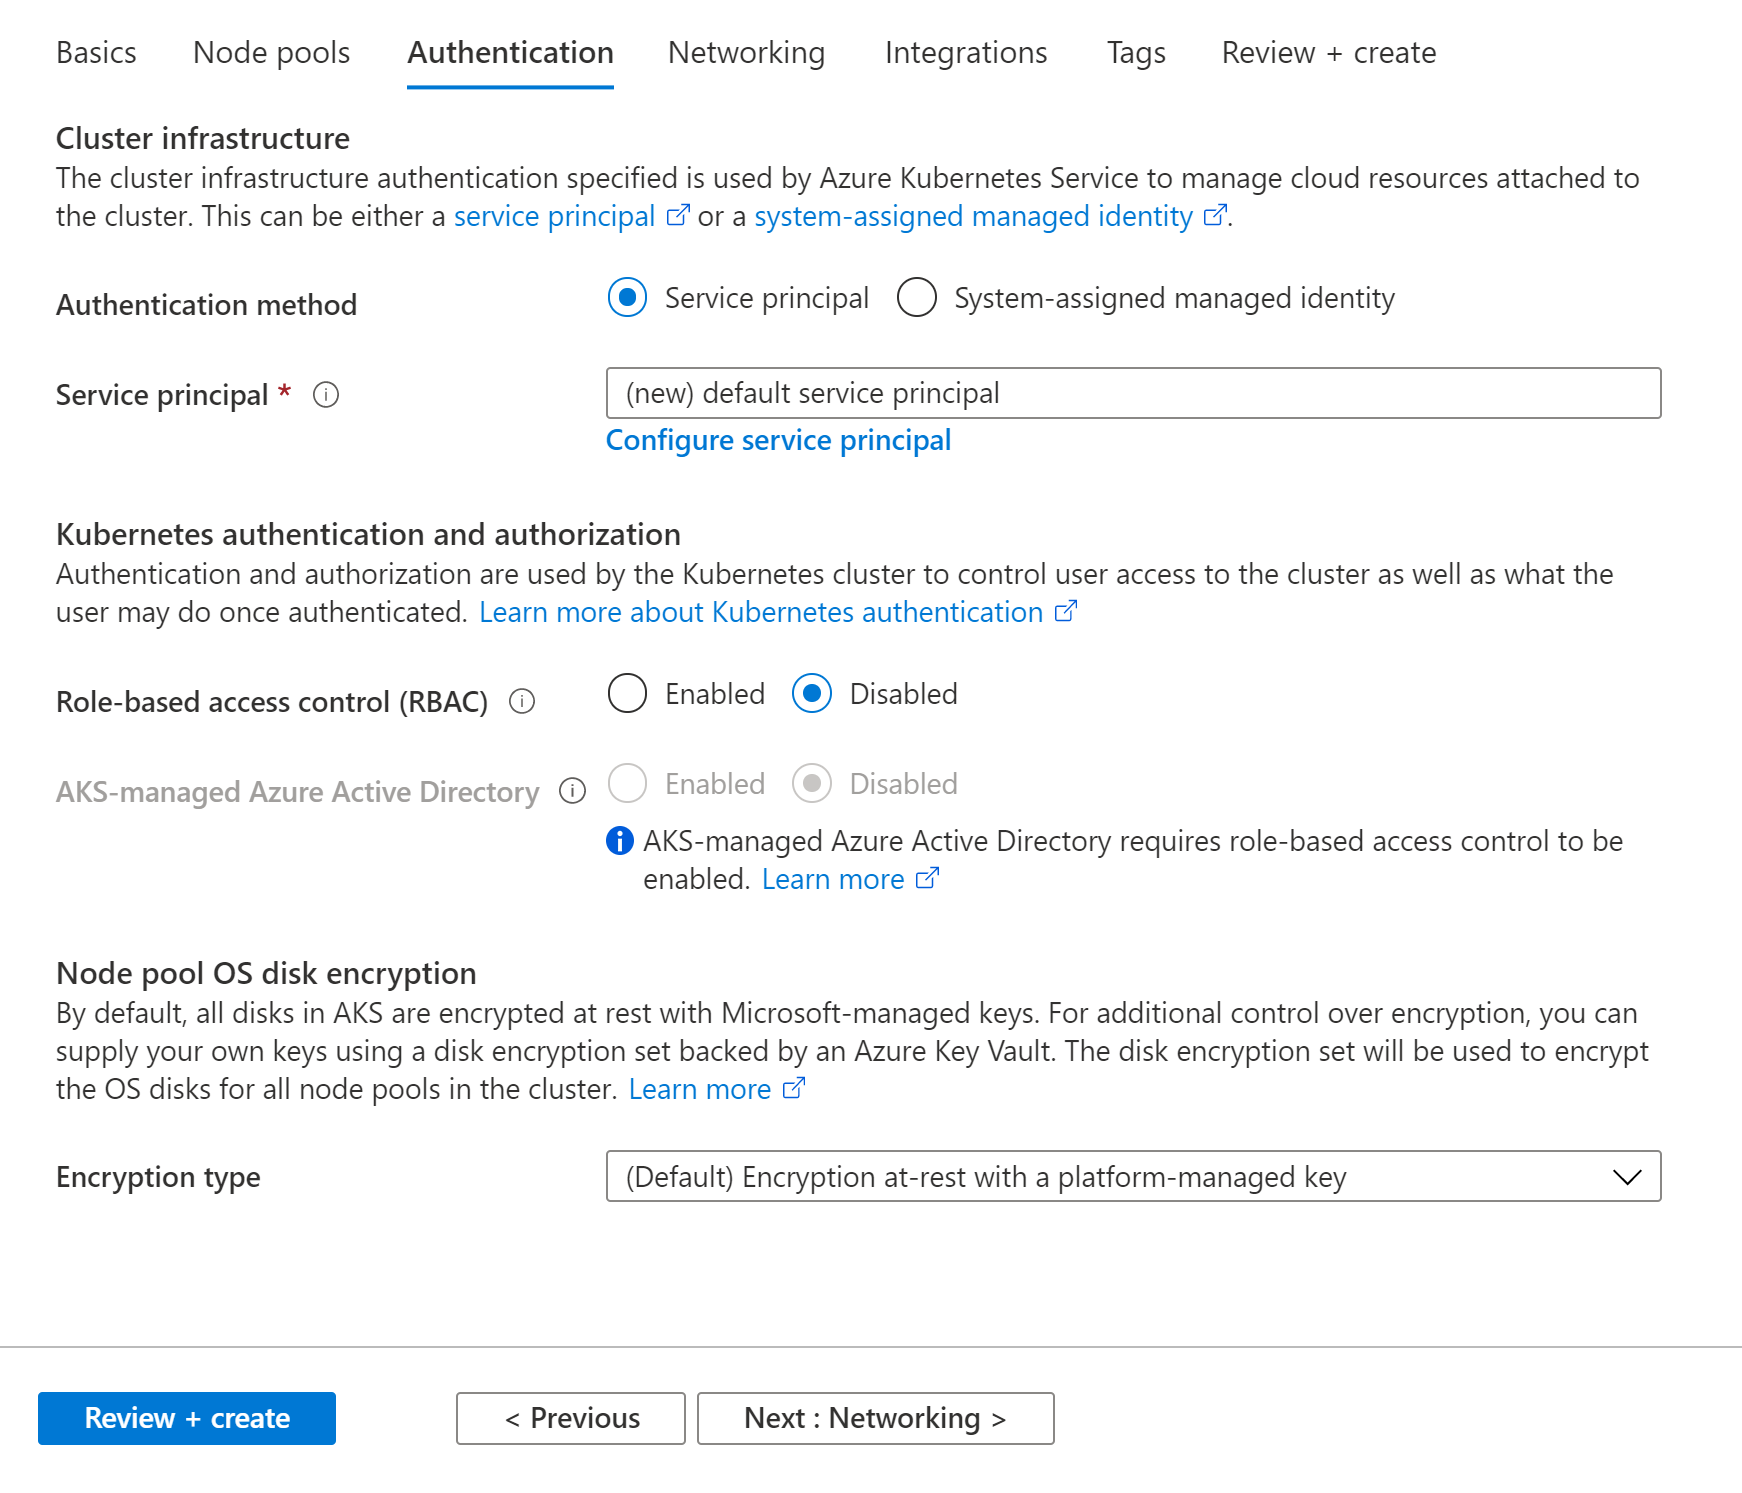 Basics Node pools Authentication Networking Integrations Tags Review + create
Cluster infrastructure
The cluster infrastructure authentication specified is used by Azure Kubernetes Service to manage cloud resources attached to
the cluster. This can be either a service principal or a system-assigned managed identity.
Authentication method Service principal System-assigned managed identity
Service principal * (new) default service principal
Configure service principal
Kubernetes authentication and authorization
Authentication and authorization are used by the Kubernetes cluster to control user access to the cluster as well as what the
user may do once authenticated. Learn more about Kubernetes authentication
Role-based access control (RBAC) Enabled Disabled
AKS-managed Azure Active Directory Enabled Disabled
AKS-managed Azure Active Directory requires role-based access control to be
enabled. Learn more
Node pool OS disk encryption
By default, all disks in AKS are encrypted at rest with Microsoft-managed keys. For additional control over encryption, you can
supply your own keys using a disk encryption set backed by an Azure Key Vault. The disk encryption set will be used to encrypt
the OS disks for all node pools in the cluster. Learn more
Encryption type (Default) Encryption at-rest with a platform-managed key
Review + create < Previous Next : Networking >